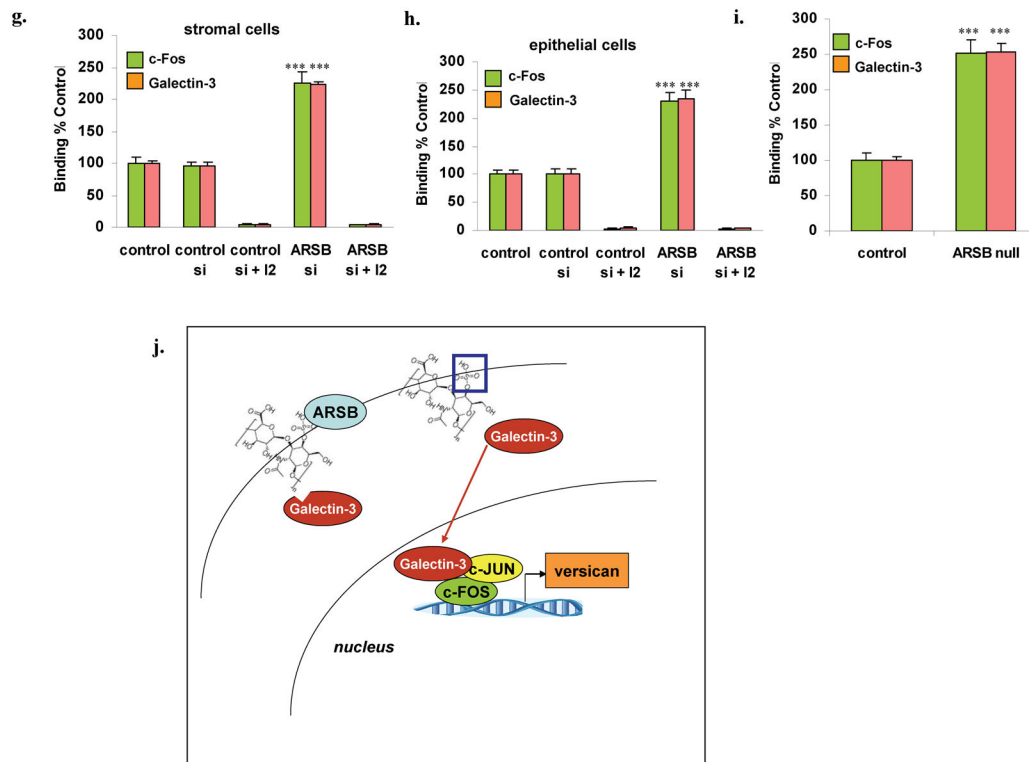 g.
stromal cells
c-Fos
Galectin-3
*** ***
Binding % Control
300
250
200
150
100
50
0
control
control si
control si + I2
ARSB si
ARSB si + I2
h.
epithelial cells
c-Fos
Galectin-3
*** ***
Binding % Control
300
250
200
150
100
50
0
control
control si
control si + I2
ARSB si
ARSB si + I2
i.
c-Fos
Galectin-3
*** ***
Binding % Control
300
250
200
150
100
50
0
control
ARSB null
j.
ARSB
Galectin-3
Galectin-3
Galectin-3
c-JUN
c-FOS
versican
nucleus